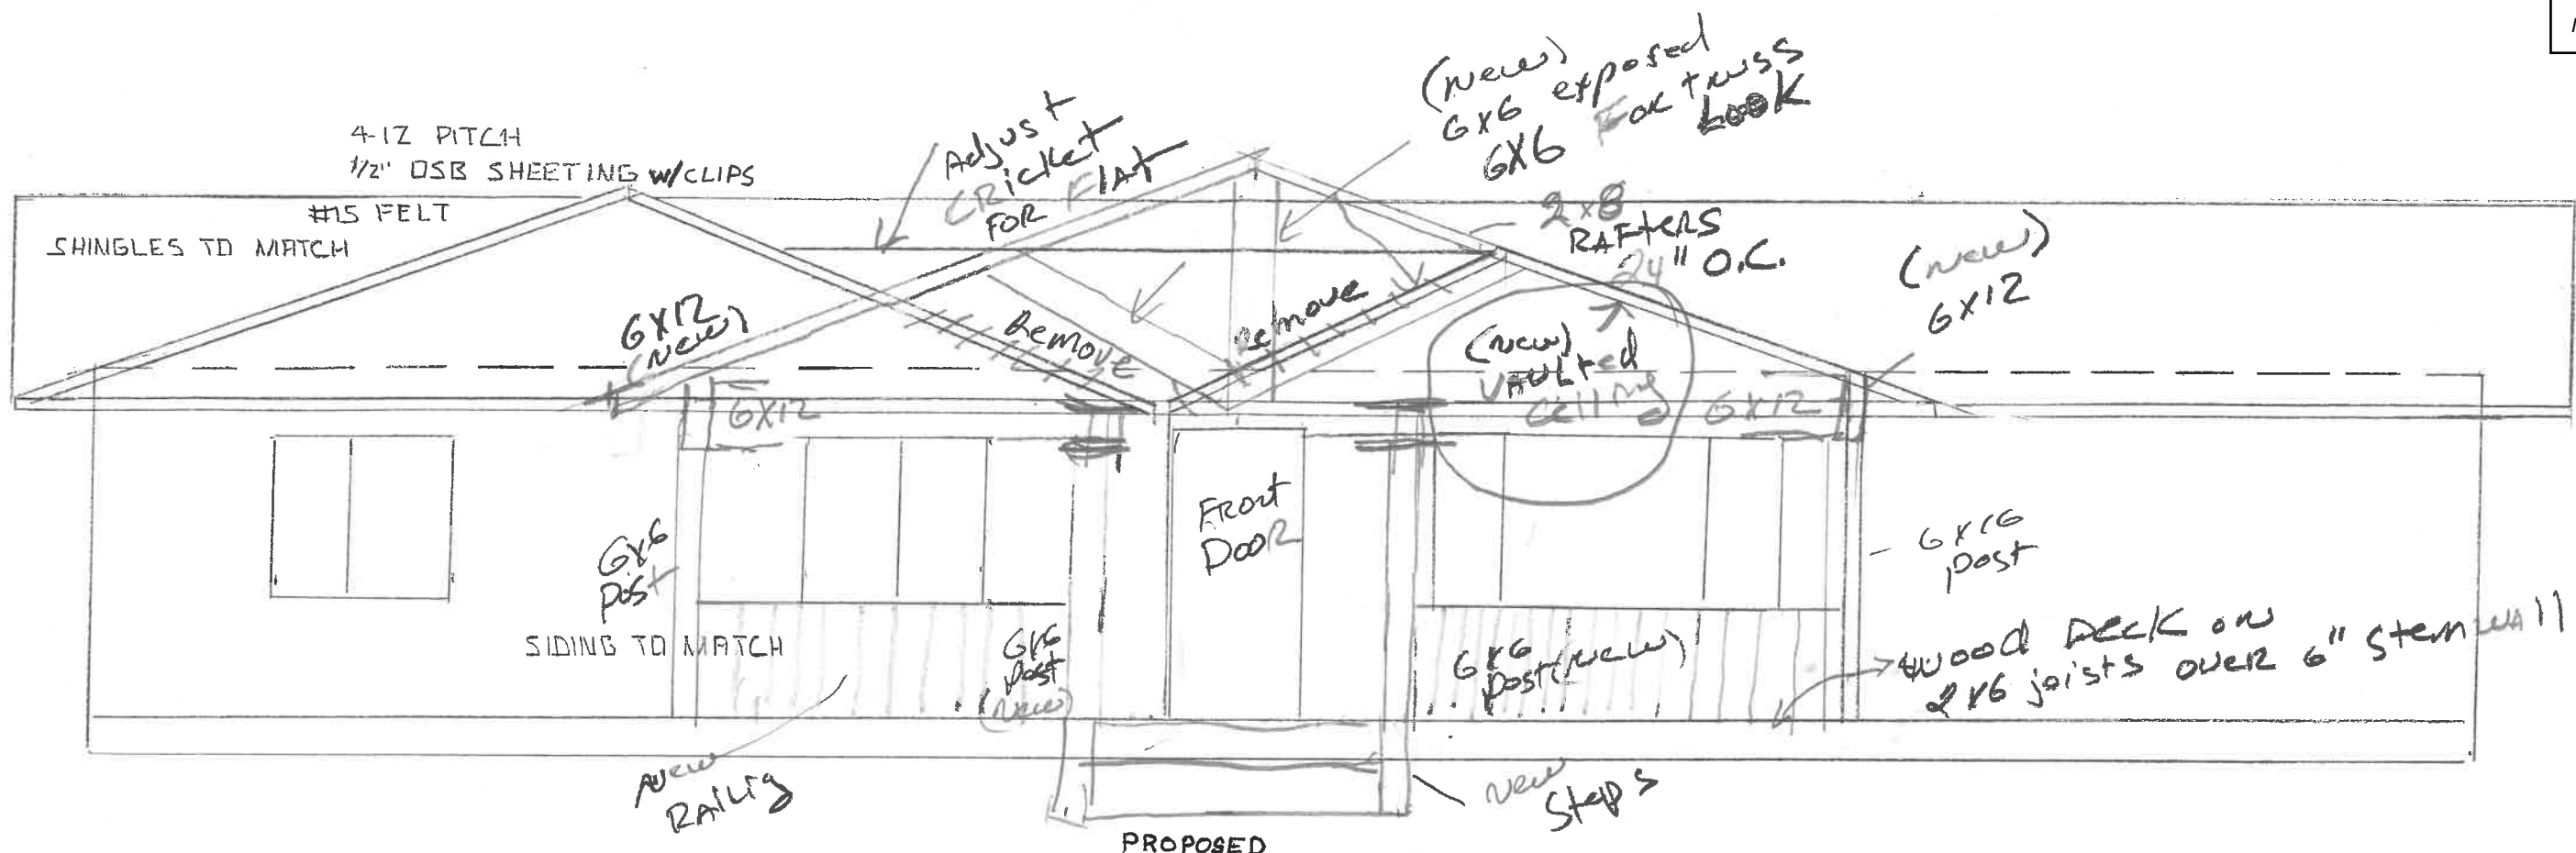 4-12 PITCH
1/2" OSB SHEETING W/CLIPS
#15 FELT
SHINGLES TO MATCH
Adjust
CRicket
FOR FlAt
(new)
6x6 exposed
6X6 FOR truss
LOOK
2x8
RAFteRS
24" O.C.
(new)
6x12
6X12
(new)
Remove
Remove
(new)
VAULted
Ceiling
6X12
6X12
FRont
DooR
6x6
post
SIDING TO MATCH
6x6
post
(new)
6x6
post (new)
6x16
post
wood Deck on
2x6 joists over 6" Stem wall
new
RAilig
new
Steps
PROPOSED